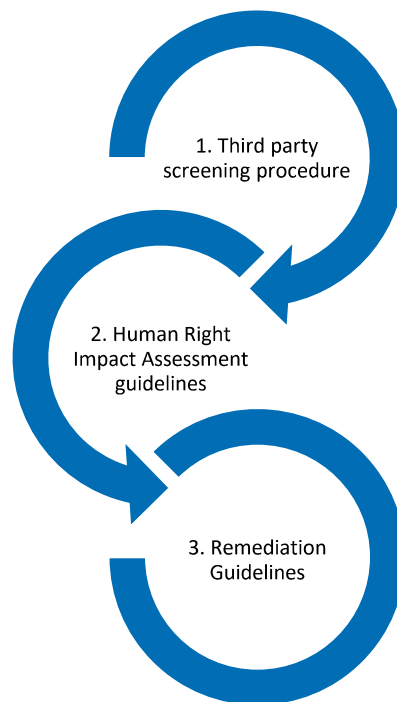 1. Third party
screening procedure
2. Human Right
Impact Assessment
guidelines
3. Remediation
Guidelines